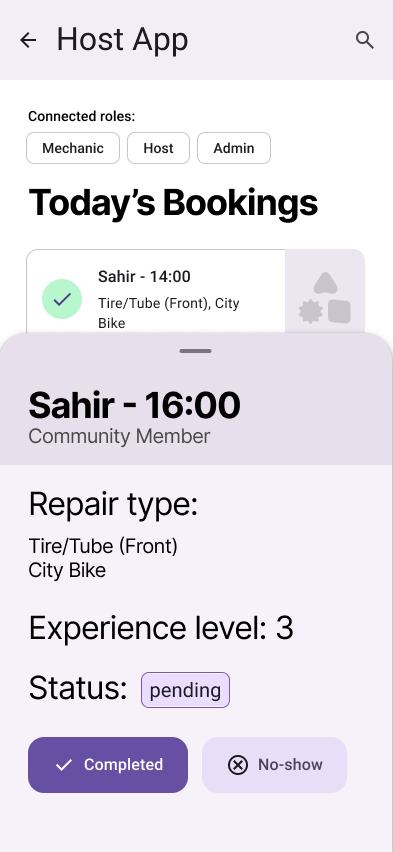 Host App
Connected roles:
Mechanic Host Admin
Today’s Bookings
Sahir - 14:00
Tire/Tube (Front), City
Bike
Sahir - 16:00
Community Member
Repair type:
Tire/Tube (Front)
City Bike
Experience level: 3
Status: pending
Completed No-show